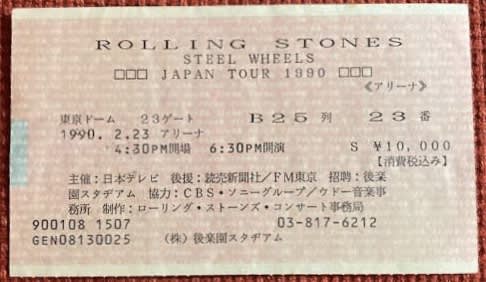 ROLLING STONES
STEEL WHEELS
□□□ JAPAN TOUR 1990 □□□
≪アリーナ≫
東京ドーム 23ゲート B25列 23番
1990. 2.23 アリーナ
4:30PM開場 6:30PM開演 S ¥10,000
【消費税込み】
主催:日本テレビ 後援:読売新聞社/FM東京 招聘:後楽
園スタヂアム 協力:CBS・ソニーグループ/ウドー音楽事
務所 制作:ローリング・ストーンズ・コンサート事務局
900108 1507 03-817-6212
GEN08130025 (株)後楽園スタヂアム